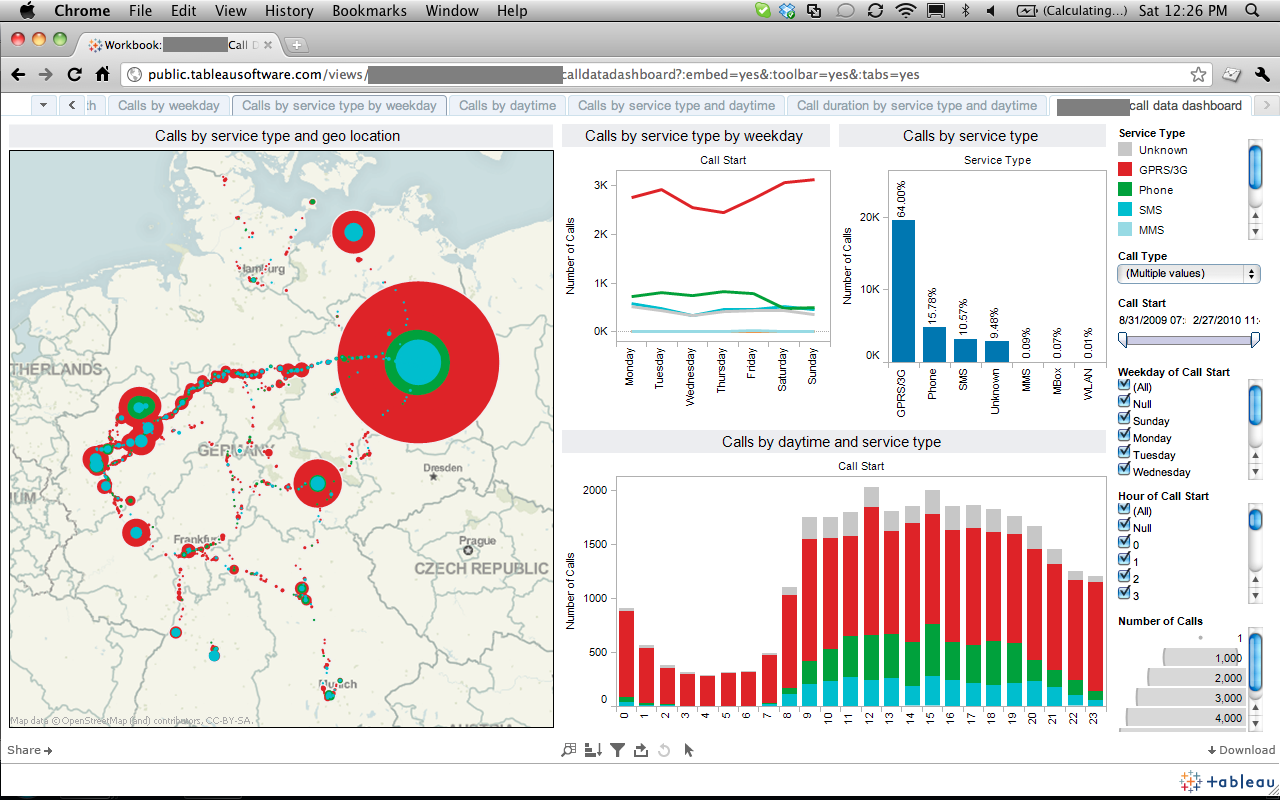 Chrome File Edit View History Bookmarks Window Help
(Calculating...) Sat 12:26 PM
Workbook: Call D
public.tableausoftware.com/views/ calldatadashboard?:embed=yes&:toolbar=yes&:tabs=yes
th Calls by weekday Calls by service type by weekday Calls by daytime Calls by service type and daytime Call duration by service type and daytime call data dashboard
Calls by service type and geo location
Hamburg
THERLANDS
GERMANY
Dresden
UM
Frankfu
Prague
CZECH REPUBLIC
Munich
AUSTRIA
Map data © OpenStreetMap (and) contributors, CC-BY-SA.
Calls by service type by weekday
Call Start
Number of Calls
3K
2K
1K
0K
Monday Tuesday Wednesday Thursday Friday Saturday Sunday
Calls by service type
Service Type
Number of Calls
20K
10K
0K
64.00% 15.78% 10.57% 9.48% 0.09% 0.07% 0.01%
GPRS/3G Phone SMS Unknown MMS MBox WLAN
Calls by daytime and service type
Call Start
Number of Calls
2000
1500
1000
500
0
0 1 2 3 4 5 6 7 8 9 10 11 12 13 14 15 16 17 18 19 20 21 22 23
Service Type
Unknown
GPRS/3G
Phone
SMS
MMS
Call Type
(Multiple values)
Call Start
8/31/2009 07: 2/27/2010 11:
Weekday of Call Start
(All)
Null
Sunday
Monday
Tuesday
Wednesday
Hour of Call Start
(All)
Null
0
1
2
3
Number of Calls
1
1,000
2,000
3,000
4,000
Share
Download
+ableau